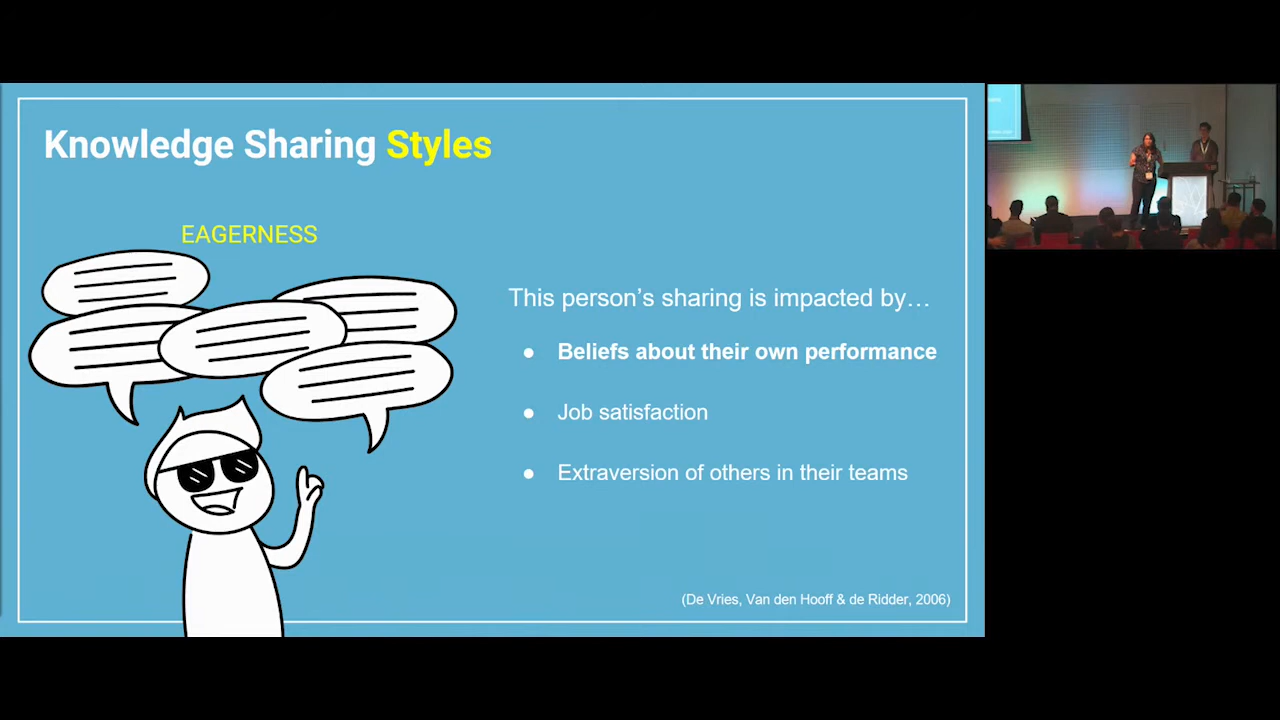 Knowledge Sharing Styles
EAGERNESS
This person's sharing is impacted by…
● Beliefs about their own performance
● Job satisfaction
● Extraversion of others in their teams
(De Vries, Van den Hooff & de Ridder, 2006)